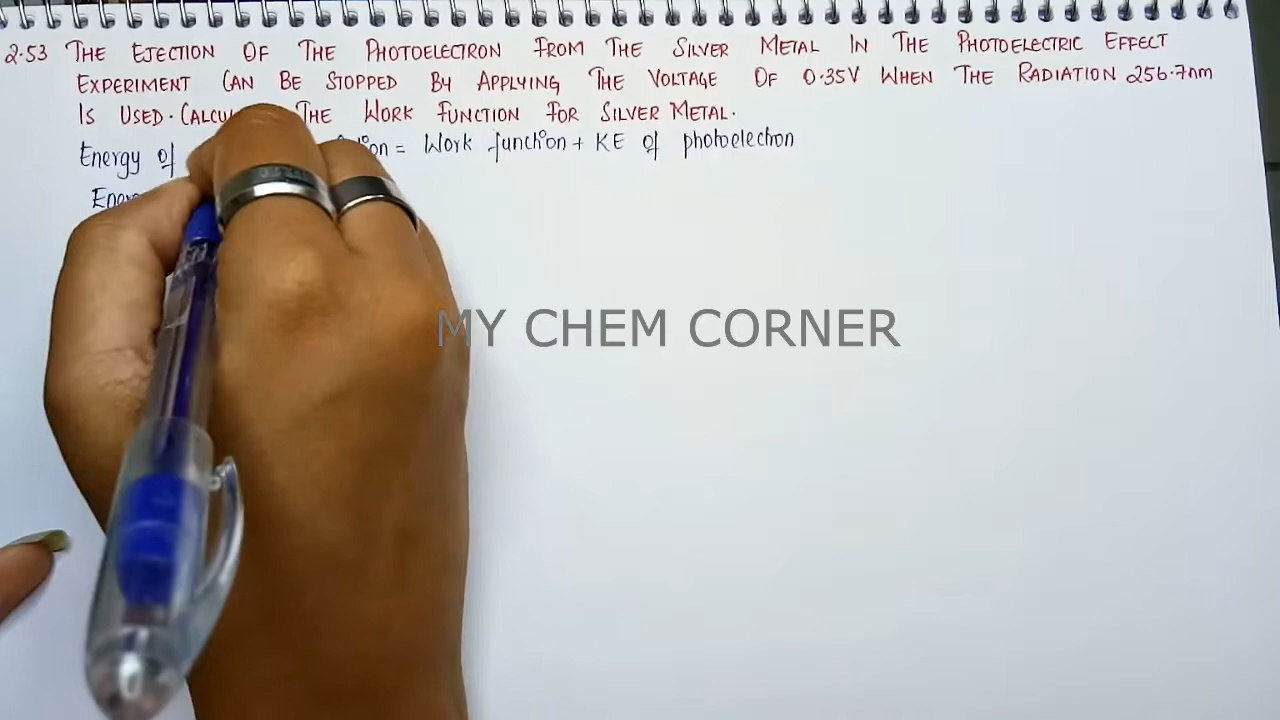 2.53 THE EJECTION OF THE PHOTOELECTRON FROM THE SILVER METAL IN THE PHOTOELECTRIC EFFECT
EXPERIMENT CAN BE STOPPED BY APPLYING THE VOLTAGE OF 0.35V WHEN THE RADIATION 256.7nm
IS USED. THE WORK FUNCTION FOR SILVER METAL.
Energy of = Work function + KE of photoelectron
MY CHEM CORNER